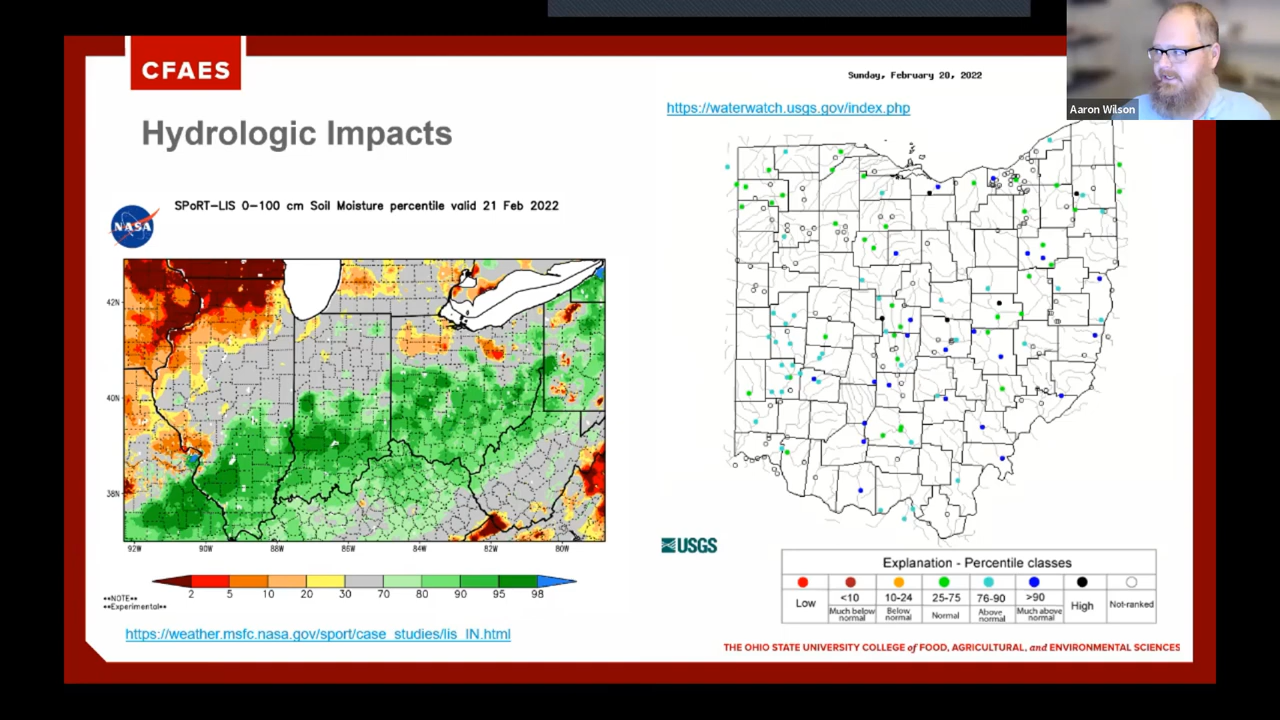 CFAES
Hydrologic Impacts
Sunday, February 20, 2022
https://waterwatch.usgs.gov/index.php
Aaron Wilson
NASA
SPoRT-LIS 0-100 cm Soil Moisture percentile valid 21 Feb 2022
42N
40N
38N
92W 90W 88W 86W 84W 82W 80W
2 5 10 20 30 70 80 90 95 98
**NOTE**
**Experimental**
https://weather.msfc.nasa.gov/sport/case_studies/lis_IN.html
USGS
Explanation - Percentile classes
Low <10 10-24 25-75 76-90 >90 High Not-ranked
Much below normal Below normal Normal Above normal Much above normal
THE OHIO STATE UNIVERSITY COLLEGE of FOOD, AGRICULTURAL, and ENVIRONMENTAL SCIENCES